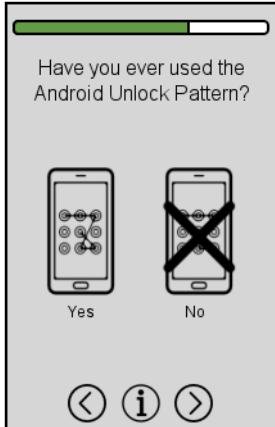 Have you ever used the
Android Unlock Pattern?
Yes
No
i